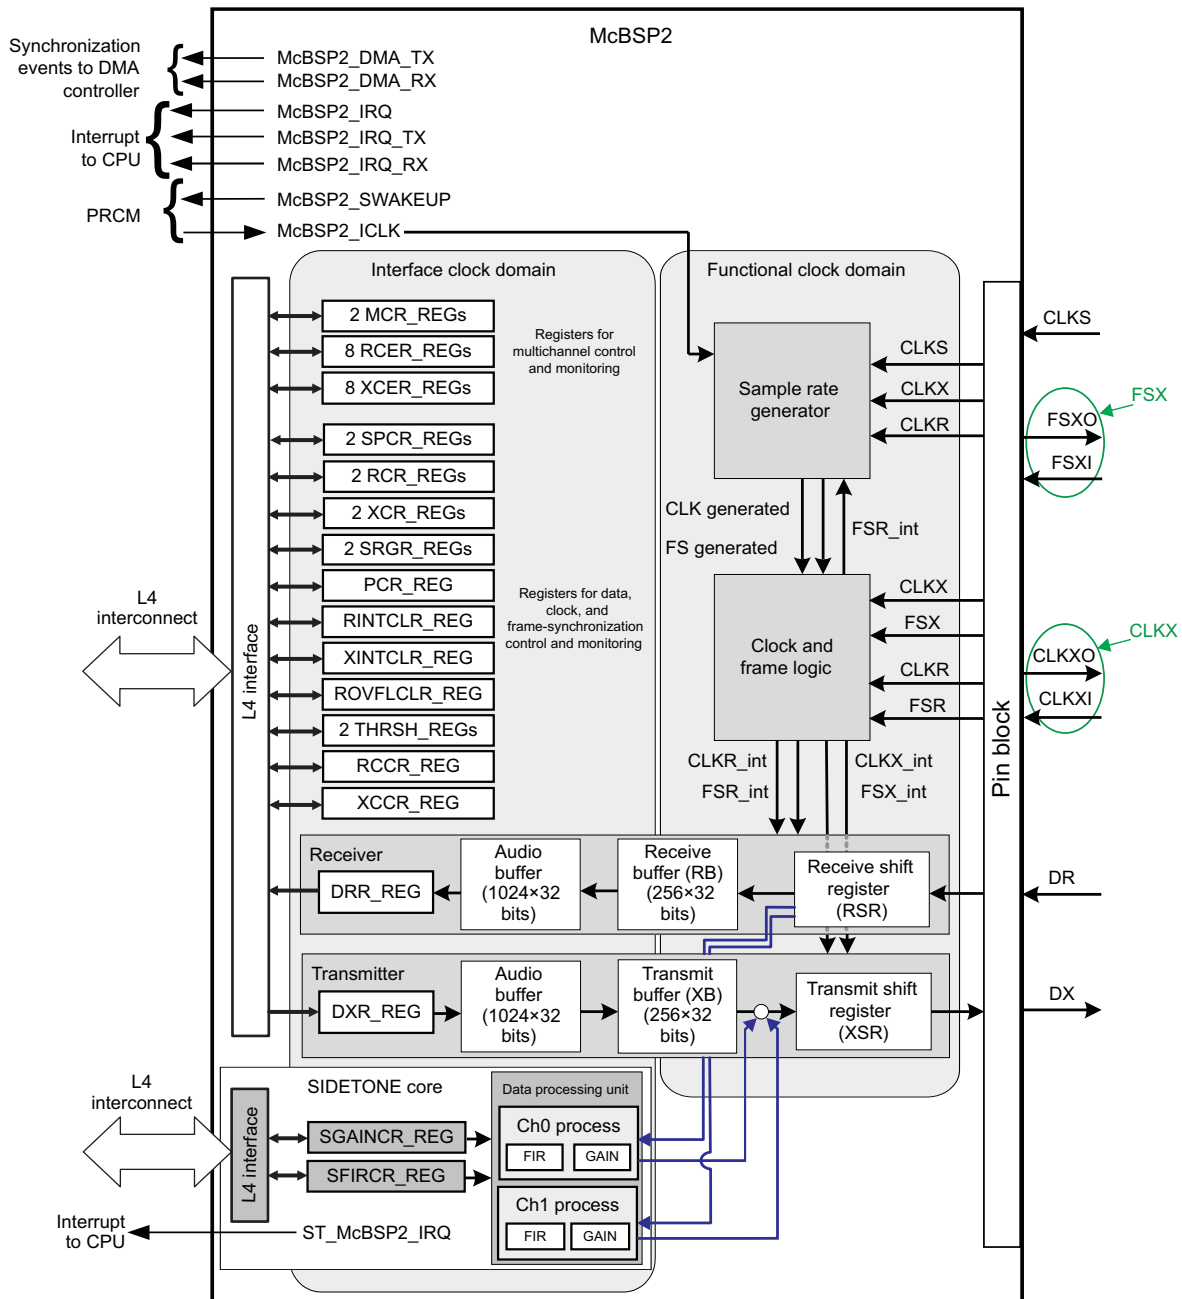 McBSP2
Synchronization
events to DMA
controller
McBSP2_DMA_TX
McBSP2_DMA_RX
Interrupt
to CPU
McBSP2_IRQ
McBSP2_IRQ_TX
McBSP2_IRQ_RX
PRCM
McBSP2_SWAKEUP
McBSP2_ICLK
Interface clock domain
Functional clock domain
L4 interconnect
L4 interface
2 MCR_REGs
8 RCER_REGs
8 XCER_REGs
Registers for
multichannel control
and monitoring
2 SPCR_REGs
2 RCR_REGs
2 XCR_REGs
2 SRGR_REGs
PCR_REG
RINTCLR_REG
XINTCLR_REG
ROVFLCLR_REG
2 THRSH_REGs
RCCR_REG
XCCR_REG
Registers for data,
clock, and
frame-synchronization
control and monitoring
Sample rate
generator
CLKS
CLKX
CLKR
CLK generated
FS generated
FSR_int
Clock and
frame logic
CLKX
FSX
CLKR
FSR
CLKR_int
FSR_int
CLKX_int
FSX_int
Pin block
CLKS
FSX
FSXO
FSXI
CLKX
CLKXO
CLKXI
DR
DX
Receiver
DRR_REG
Audio
buffer
(1024×32
bits)
Receive
buffer (RB)
(256×32
bits)
Receive shift
register
(RSR)
Transmitter
DXR_REG
Audio
buffer
(1024×32
bits)
Transmit
buffer (XB)
(256×32
bits)
Transmit shift
register
(XSR)
L4
interconnect
SIDETONE core
L4 interface
SGAINCR_REG
SFIRCR_REG
Data processing unit
Ch0 process
FIR
GAIN
Ch1 process
FIR
GAIN
Interrupt
to CPU
ST_McBSP2_IRQ